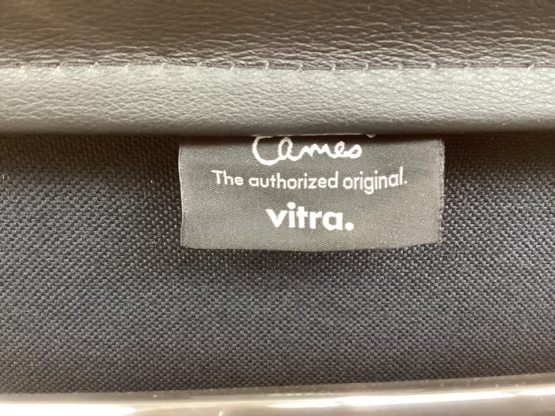 Eames
The authorized original.
vitra.